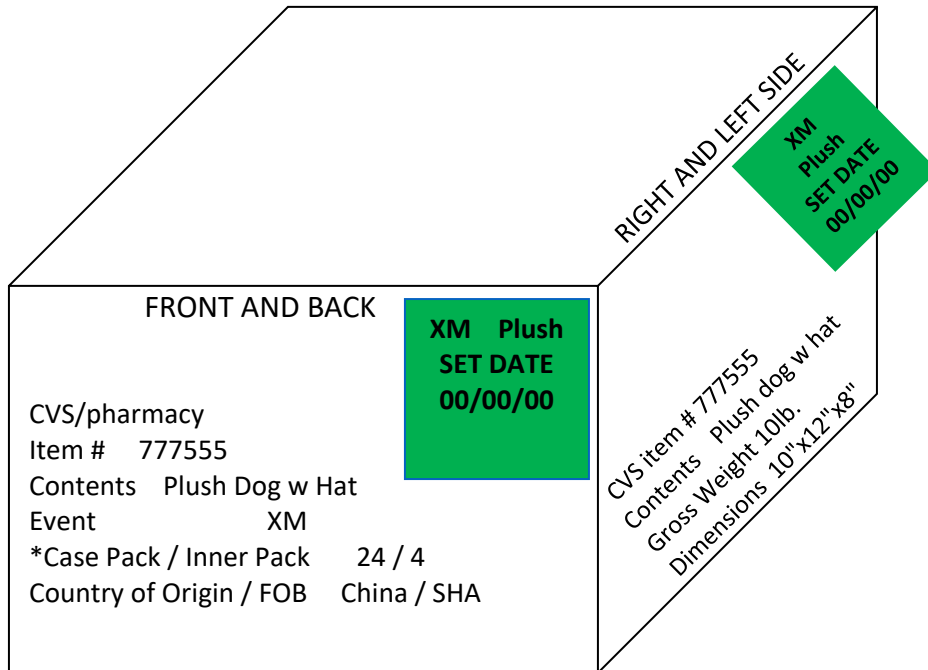 FRONT AND BACK
XM Plush
SET DATE
00/00/00
CVS/pharmacy
Item # 777555
Contents Plush Dog w Hat
Event XM
*Case Pack / Inner Pack 24 / 4
Country of Origin / FOB China / SHA
RIGHT AND LEFT SIDE
XM
Plush
SET DATE
00/00/00
CVS item # 777555
Contents Plush dog w hat
Gross Weight 10lb.
Dimensions 10"x12"x8"